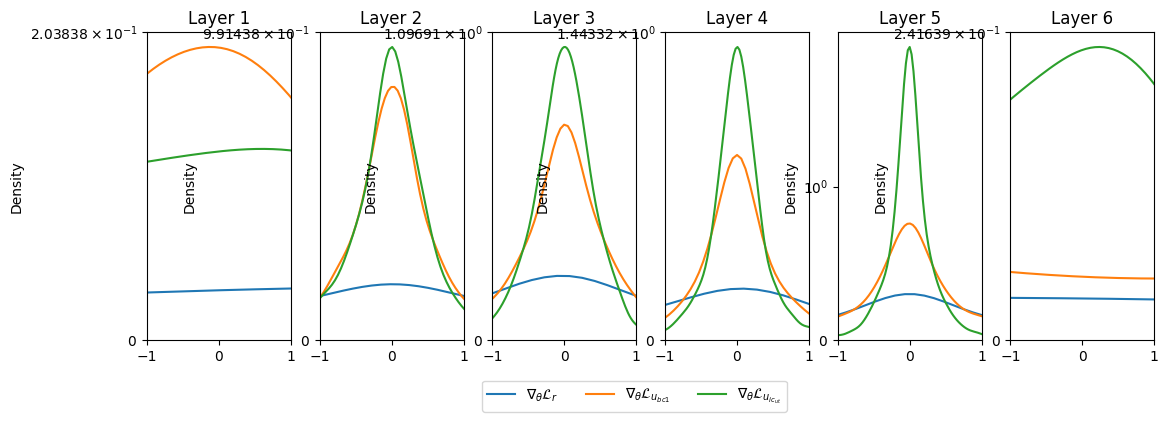 Layer 1
Layer 2
Layer 3
Layer 4
Layer 5
Layer 6
2.03838 × 10⁻¹
9.91438 × 10⁻¹
1.09691 × 10⁰
1.44332 × 10⁰
2.41639 × 10⁻¹
Density
Density
Density
Density
Density
10⁰
Density
0
0
0
0
0
0
−1 0 1
−1 0 1
−1 0 1
−1 0 1
−1 0 1
−1 0 1
∇θℒr
∇θℒu_bc1
∇θℒu_ic_ut